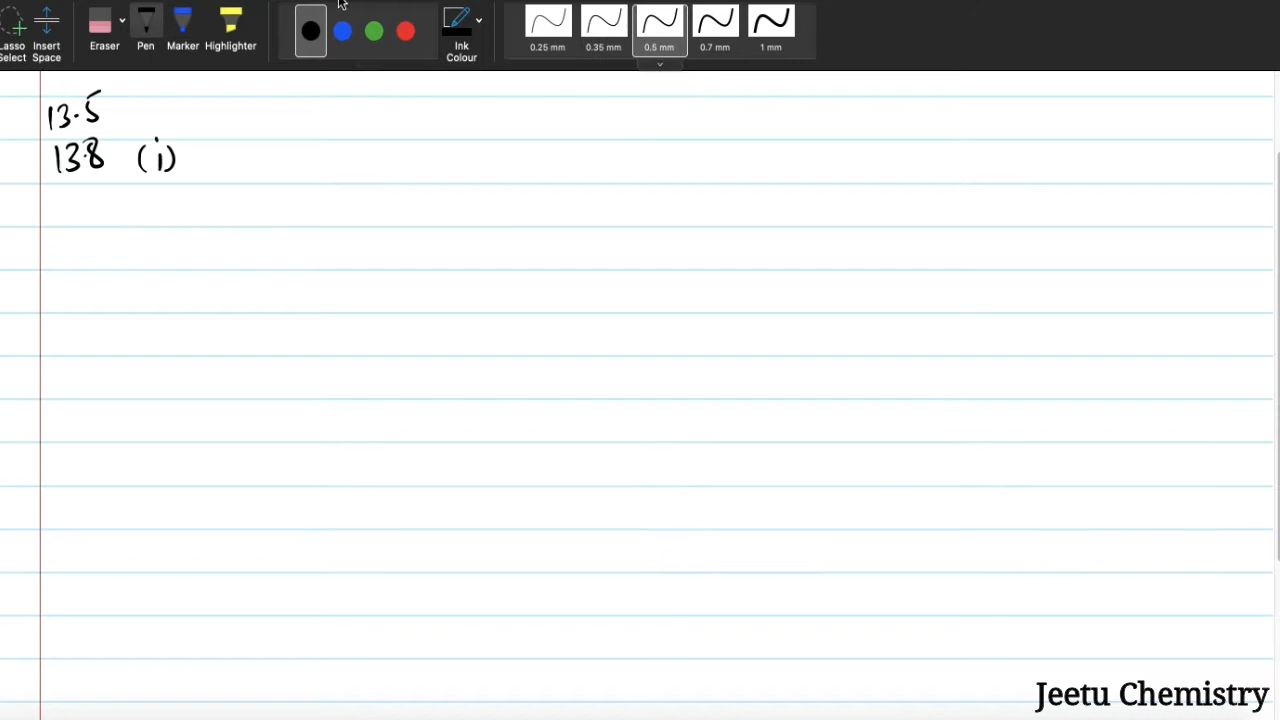 Lasso Select
Insert Space
Eraser
Pen
Marker
Highlighter
Ink Colour
0.25 mm
0.35 mm
0.5 mm
0.7 mm
1 mm
13.5
13.8 (i)
Jeetu Chemistry